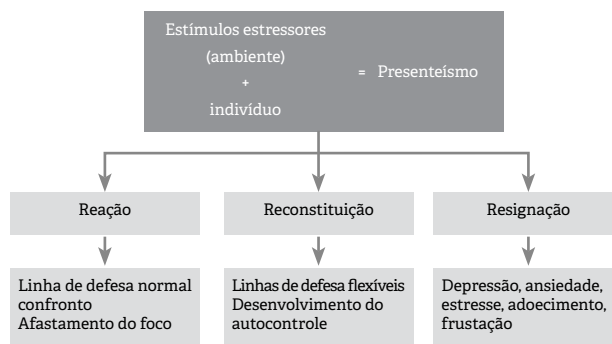 Estímulos estressores
(ambiente)
+
indivíduo
= Presenteísmo
Reação
Reconstituição
Resignação
Linha de defesa normal
confronto
Afastamento do foco
Linhas de defesa flexíveis
Desenvolvimento do
autocontrole
Depressão, ansiedade,
estresse, adoecimento,
frustação